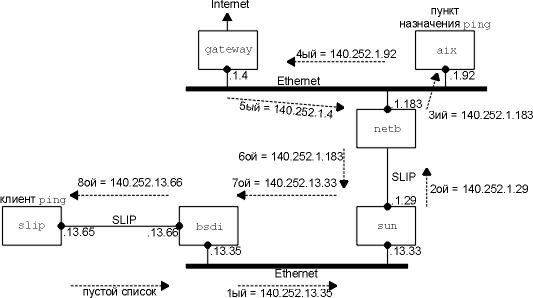 Internet
пункт
назначения ping
gateway
4ый = 140.252.1.92
aix
.1.4
.1.92
Ethernet
5ый = 140.252.1.4
.1.183
3ий = 140.252.1.183
netb
6ой = 140.252.1.183
8ой = 140.252.13.66
7ой = 140.252.13.33
SLIP
2ой = 140.252.1.29
клиент ping
.1.29
slip
SLIP
bsdi
sun
.13.65
.13.66
.13.35
.13.33
Ethernet
пустой список
1ый = 140.252.13.35